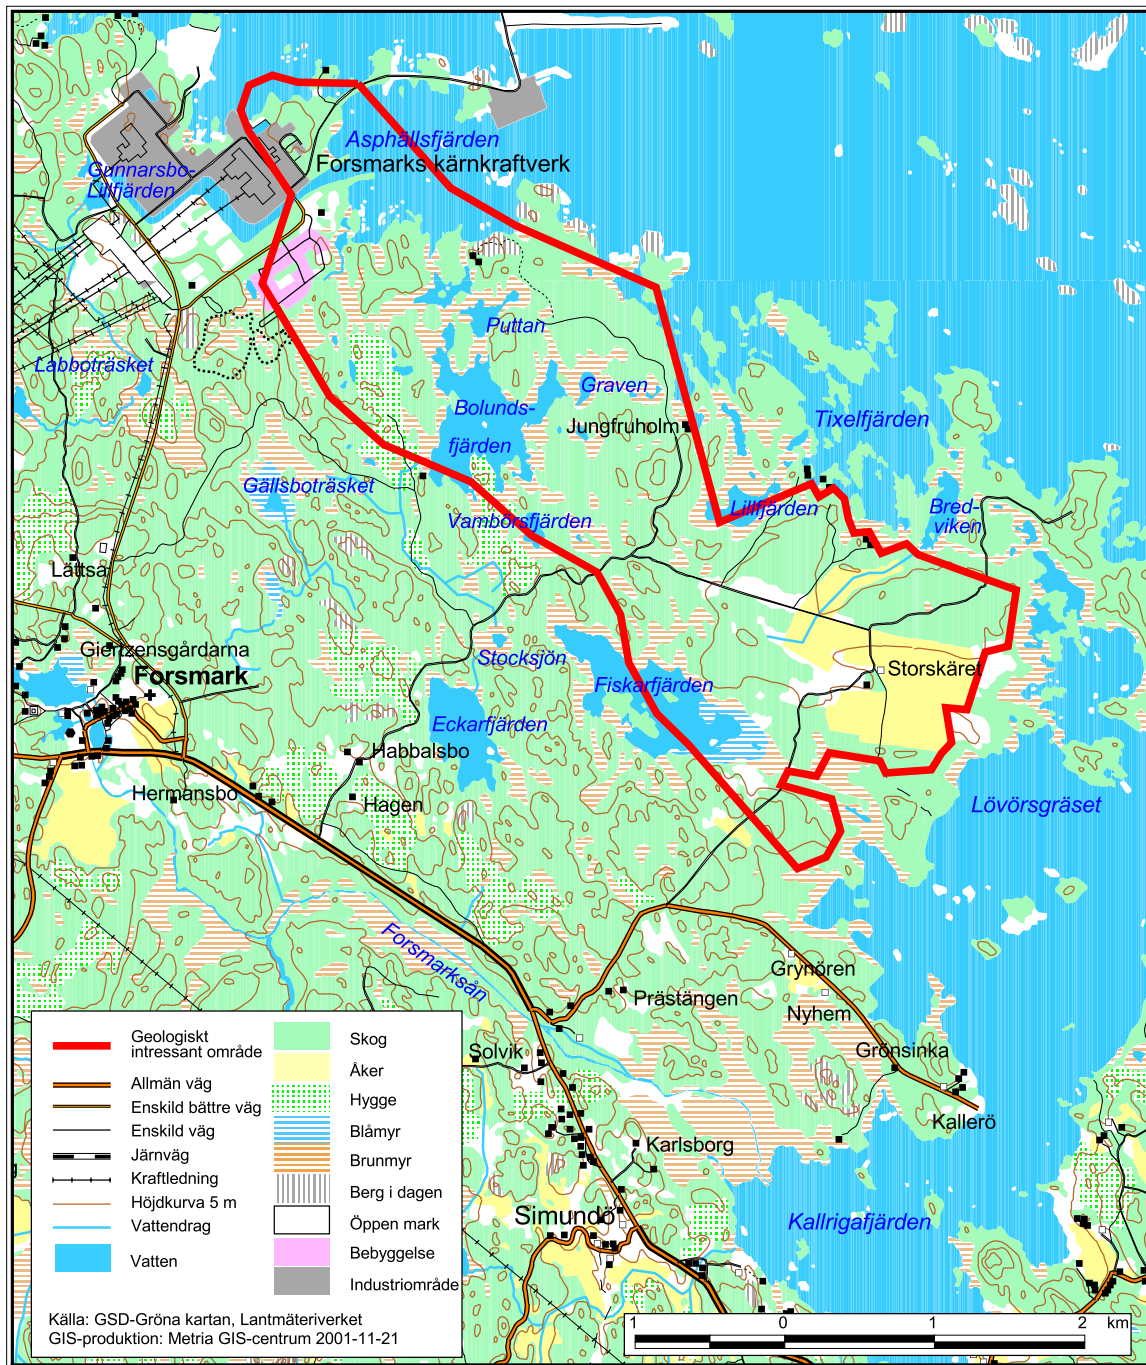 Asphällsfjärden
Forsmarks kärnkraftverk
Gunnarsbo-
Lillfjärden
Puttan
Labboträsket
Graven
Bolunds-
fjärden
Jungfruholm
Tixelfjärden
Gällsboträsket
Lillfjärden
Bred-
viken
Vambörsfjärden
Lättsa
Giertzensgårdarna
Forsmark
Stocksjön
Storskäret
Fiskarfjärden
Eckarfjärden
Habbalsbo
Hermansbo
Hagen
Lövörsgräset
Forsmarksån
Grynören
Prästängen
Nyhem
Solvik
Grönsinka
Kallerö
Karlsborg
Simundö
Kallrigafjärden
Geologiskt
intressant område
Allmän väg
Enskild bättre väg
Enskild väg
Järnväg
Kraftledning
Höjdkurva 5 m
Vattendrag
Vatten
Skog
Åker
Hygge
Blåmyr
Brunmyr
Berg i dagen
Öppen mark
Bebyggelse
Industriområde
Källa: GSD-Gröna kartan, Lantmäteriverket
GIS-produktion: Metria GIS-centrum 2001-11-21
1 0 1 2 km